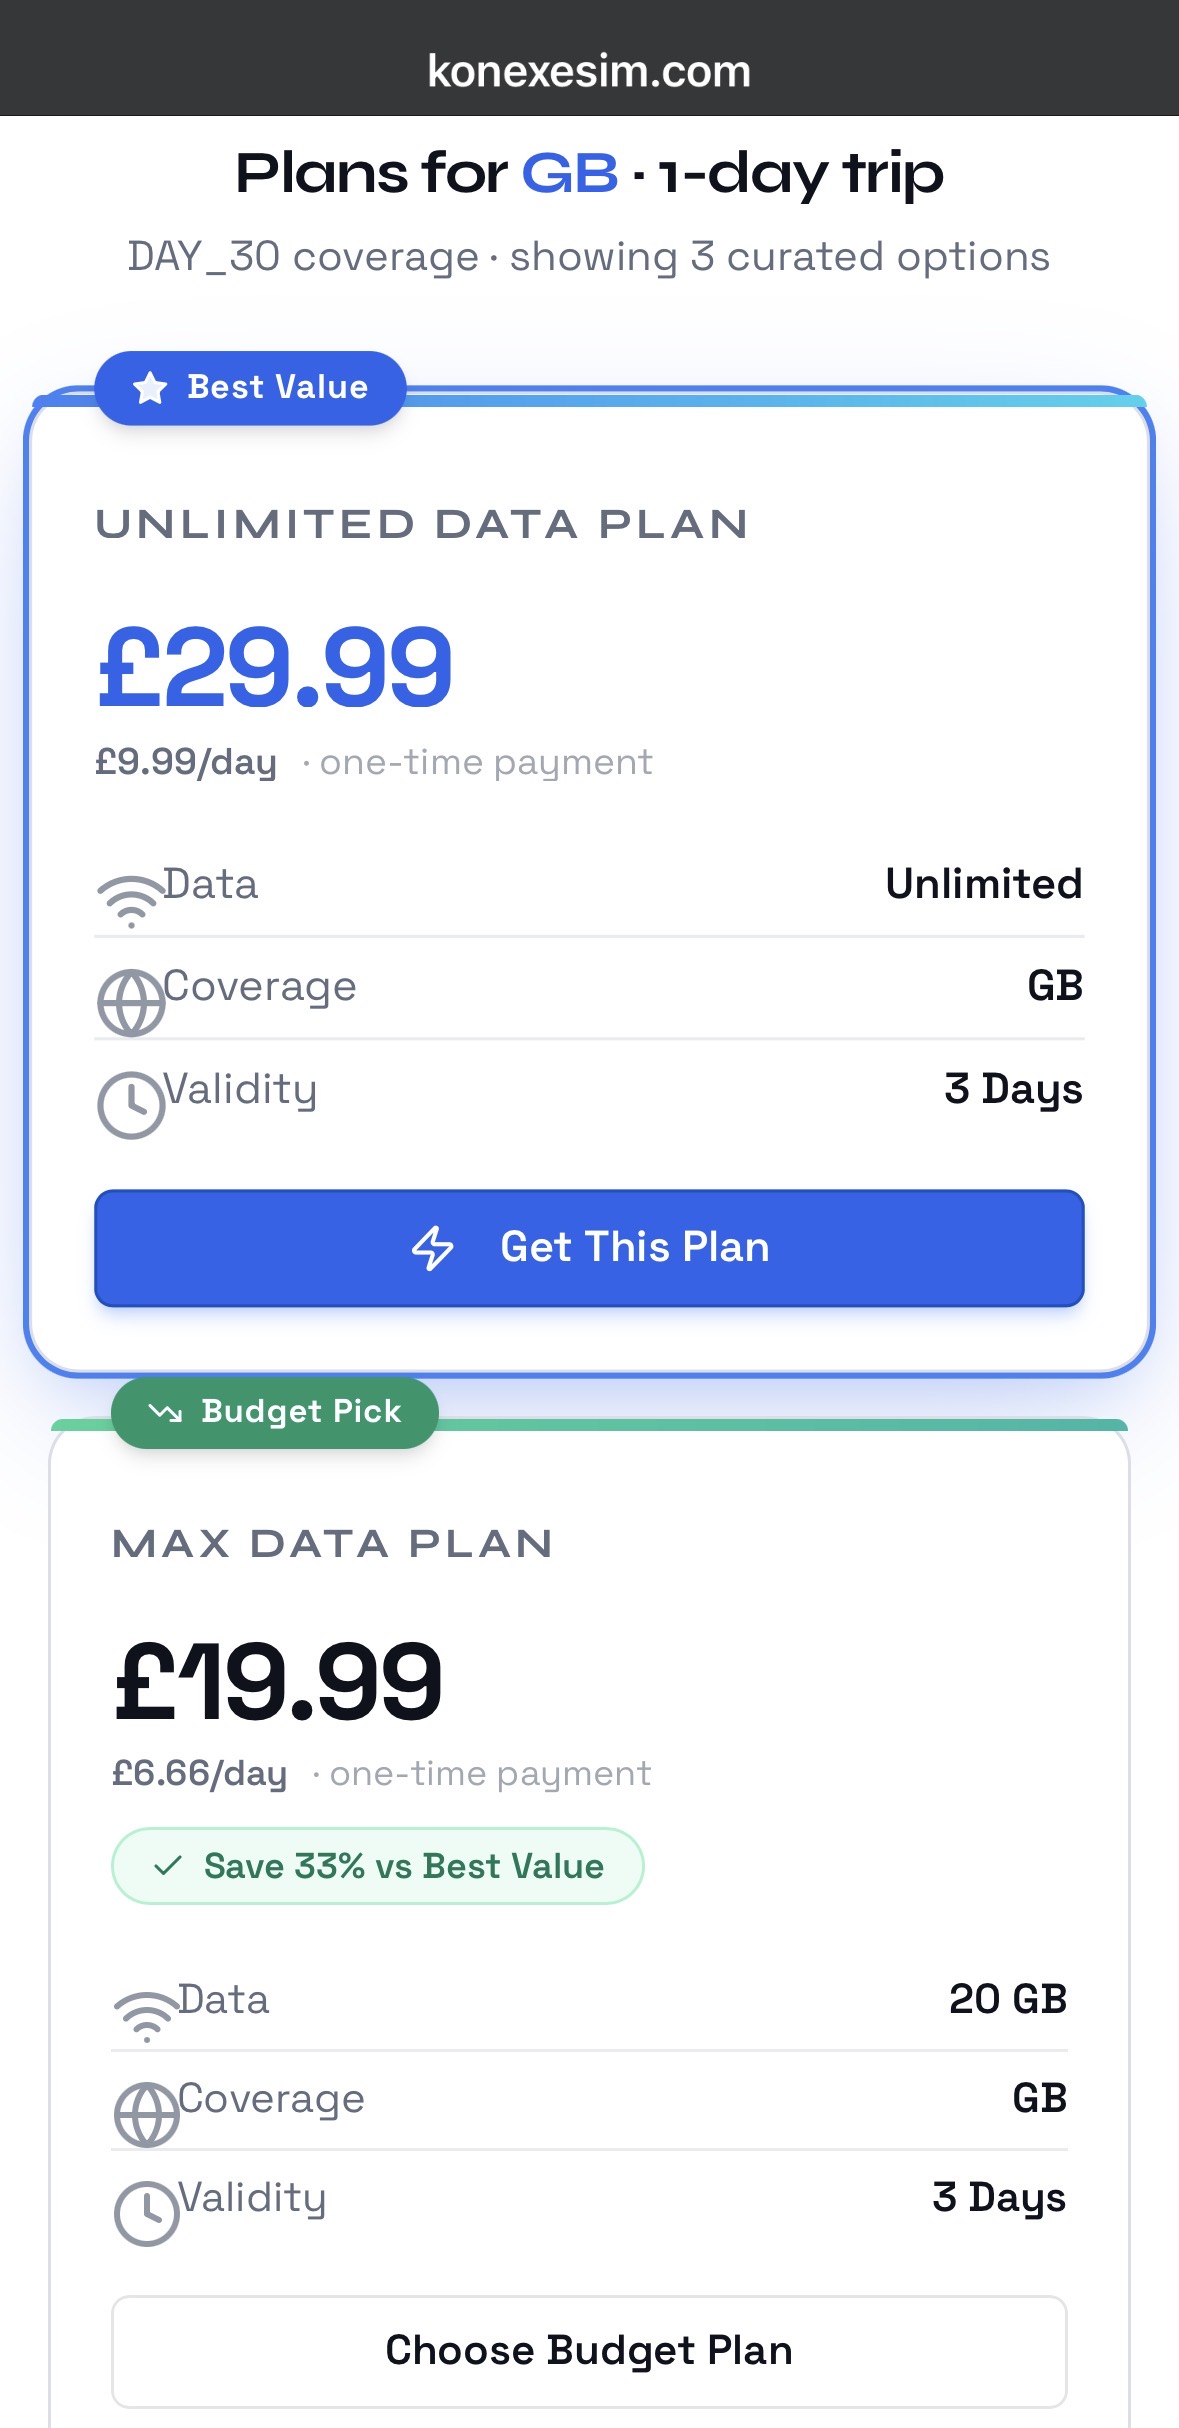 konexesim.com
Plans for GB · 1-day trip
DAY_30 coverage · showing 3 curated options
Best Value
UNLIMITED DATA PLAN
£29.99
£9.99/day · one-time payment
Data Unlimited
Coverage GB
Validity 3 Days
Get This Plan
Budget Pick
MAX DATA PLAN
£19.99
£6.66/day · one-time payment
Save 33% vs Best Value
Data 20 GB
Coverage GB
Validity 3 Days
Choose Budget Plan